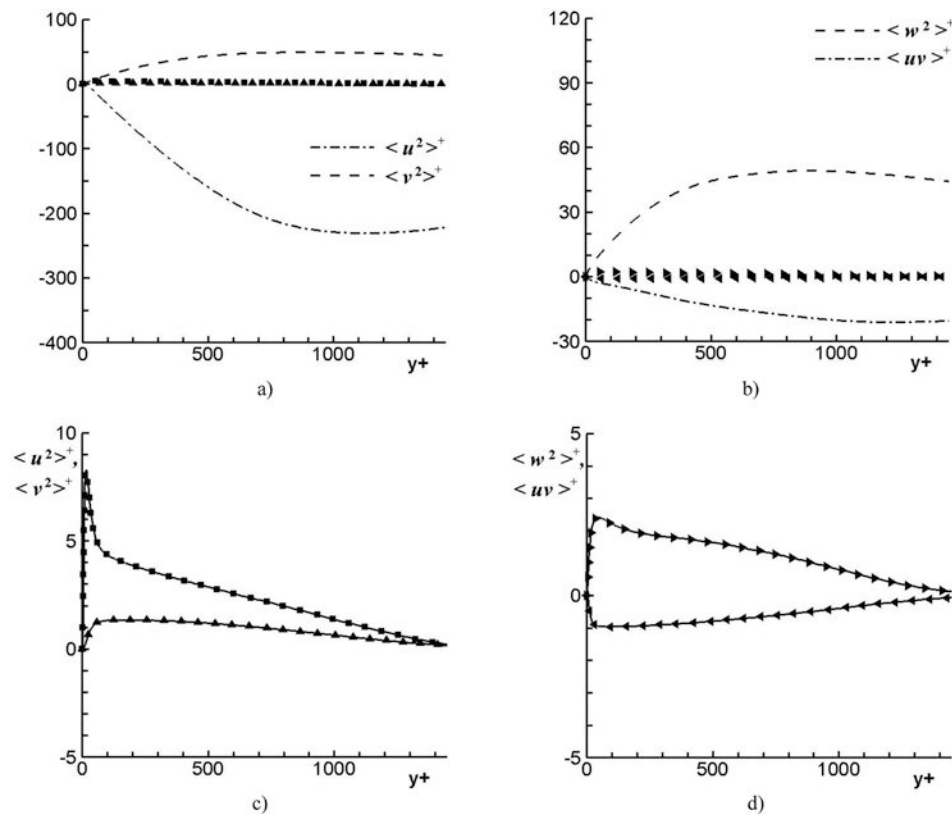 100
0
-100
-200
-300
-400
< u² >⁺
< v² >⁺
0 500 1000
y+
a)
120
90
60
30
0
-30
< w² >⁺
< uv >⁺
0 500 1000
y+
b)
10
5
0
-5
< u² >⁺,
< v² >⁺
0 500 1000
y+
c)
5
0
-5
< w² >⁺,
< uv >⁺
0 500 1000
y+
d)